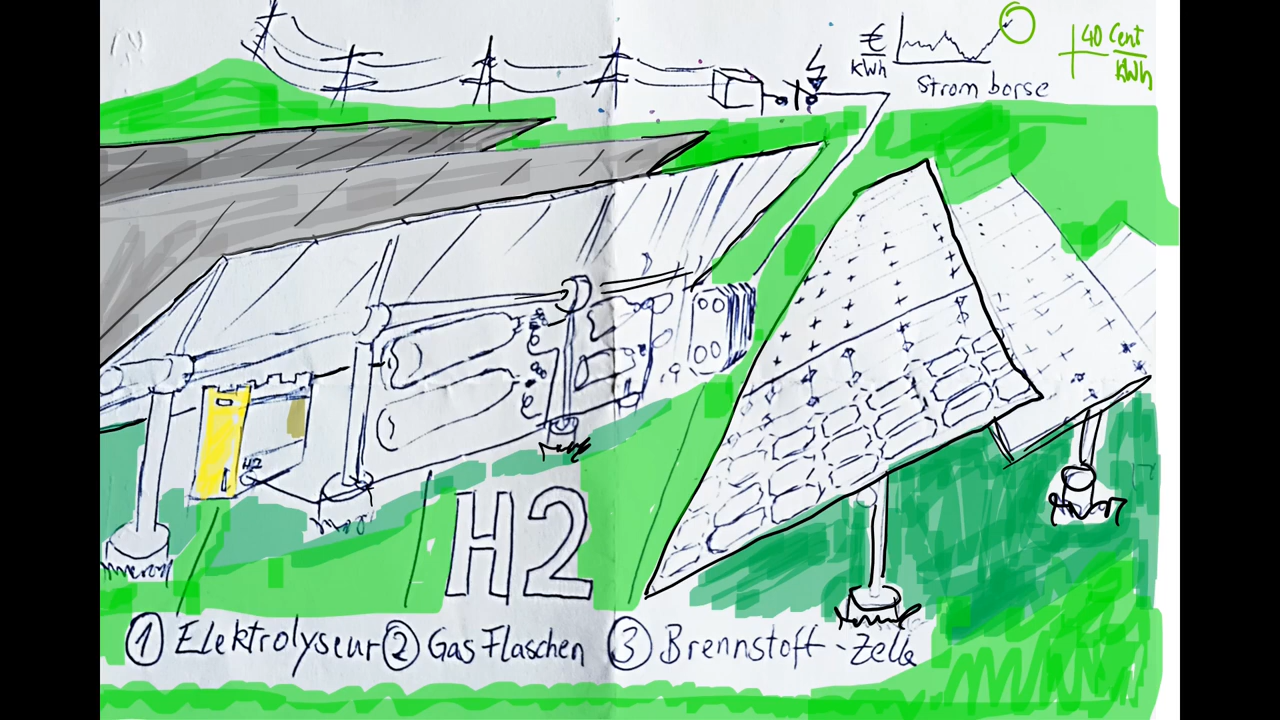 €
KWh
Strom börse
40 Cent
KWh
H2
H2
① Elektrolyseur ② Gas Flaschen ③ Brennstoff-Zelle